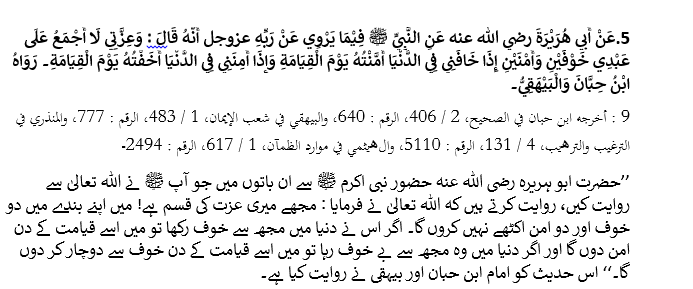 5.عَنْ أَبِي هُرَيْرَةَ رضي الله عنه عَنِ النَّبِيِّ ﷺ فِيْمَا يَرْوِي عَنْ رَبِّهِ عزوجل أَنَّهُ قَالَ : وَعِزَّتِي لَا أَجْمَعُ عَلَى
عَبْدِي خَوْفَيْنِ وَأَمْنَيْنِ إِذَا خَافَنِي فِي الدُّنْيَا أَمَّنْتُهُ يَوْمَ الْقِيَامَةِ وَإِذَا أَمِنَنِي فِي الدُّنْيَا أَخَفْتُهُ يَوْمَ الْقِيَامَةِ۔ رَوَاهُ
ابْنُ حِبَّانَ وَالْبَيْهَقِيُّ۔
9 : أخرجه ابن حبان في الصحيح، 2 / 406، الرقم : 640، والبيهقي في شعب الإيمان، 1 / 483، الرقم : 777، والمنذري في
الترغيب والترهيب، 4 / 131، الرقم : 5110، والهيثمي في موارد الظمآن، 1 / 617، الرقم : 2494-
’’حضرت ابو ہریرہ رضی الله عنه حضور نبی اکرم ﷺ سے ان باتوں میں جو آپ ﷺ نے الله تعالیٰ سے
روایت کیں، روایت کرتے ہیں که الله تعالیٰ نے فرمایا : مجھے میری عزت کی قسم ہے! میں اپنے بندے میں دو
خوف اور دو امن اکٹھے نہیں کروں گا۔ اگر اس نے دنیا میں مجھ سے خوف رکھا تو میں اسے قیامت کے دن
امن دوں گا اور اگر دنیا میں وہ مجھ سے بے خوف رہا تو میں اسے قیامت کے دن خوف سے دوچار کر دوں
گا۔‘‘ اس حدیث کو امام ابن حبان اور بیہقی نے روایت کیا ہے۔